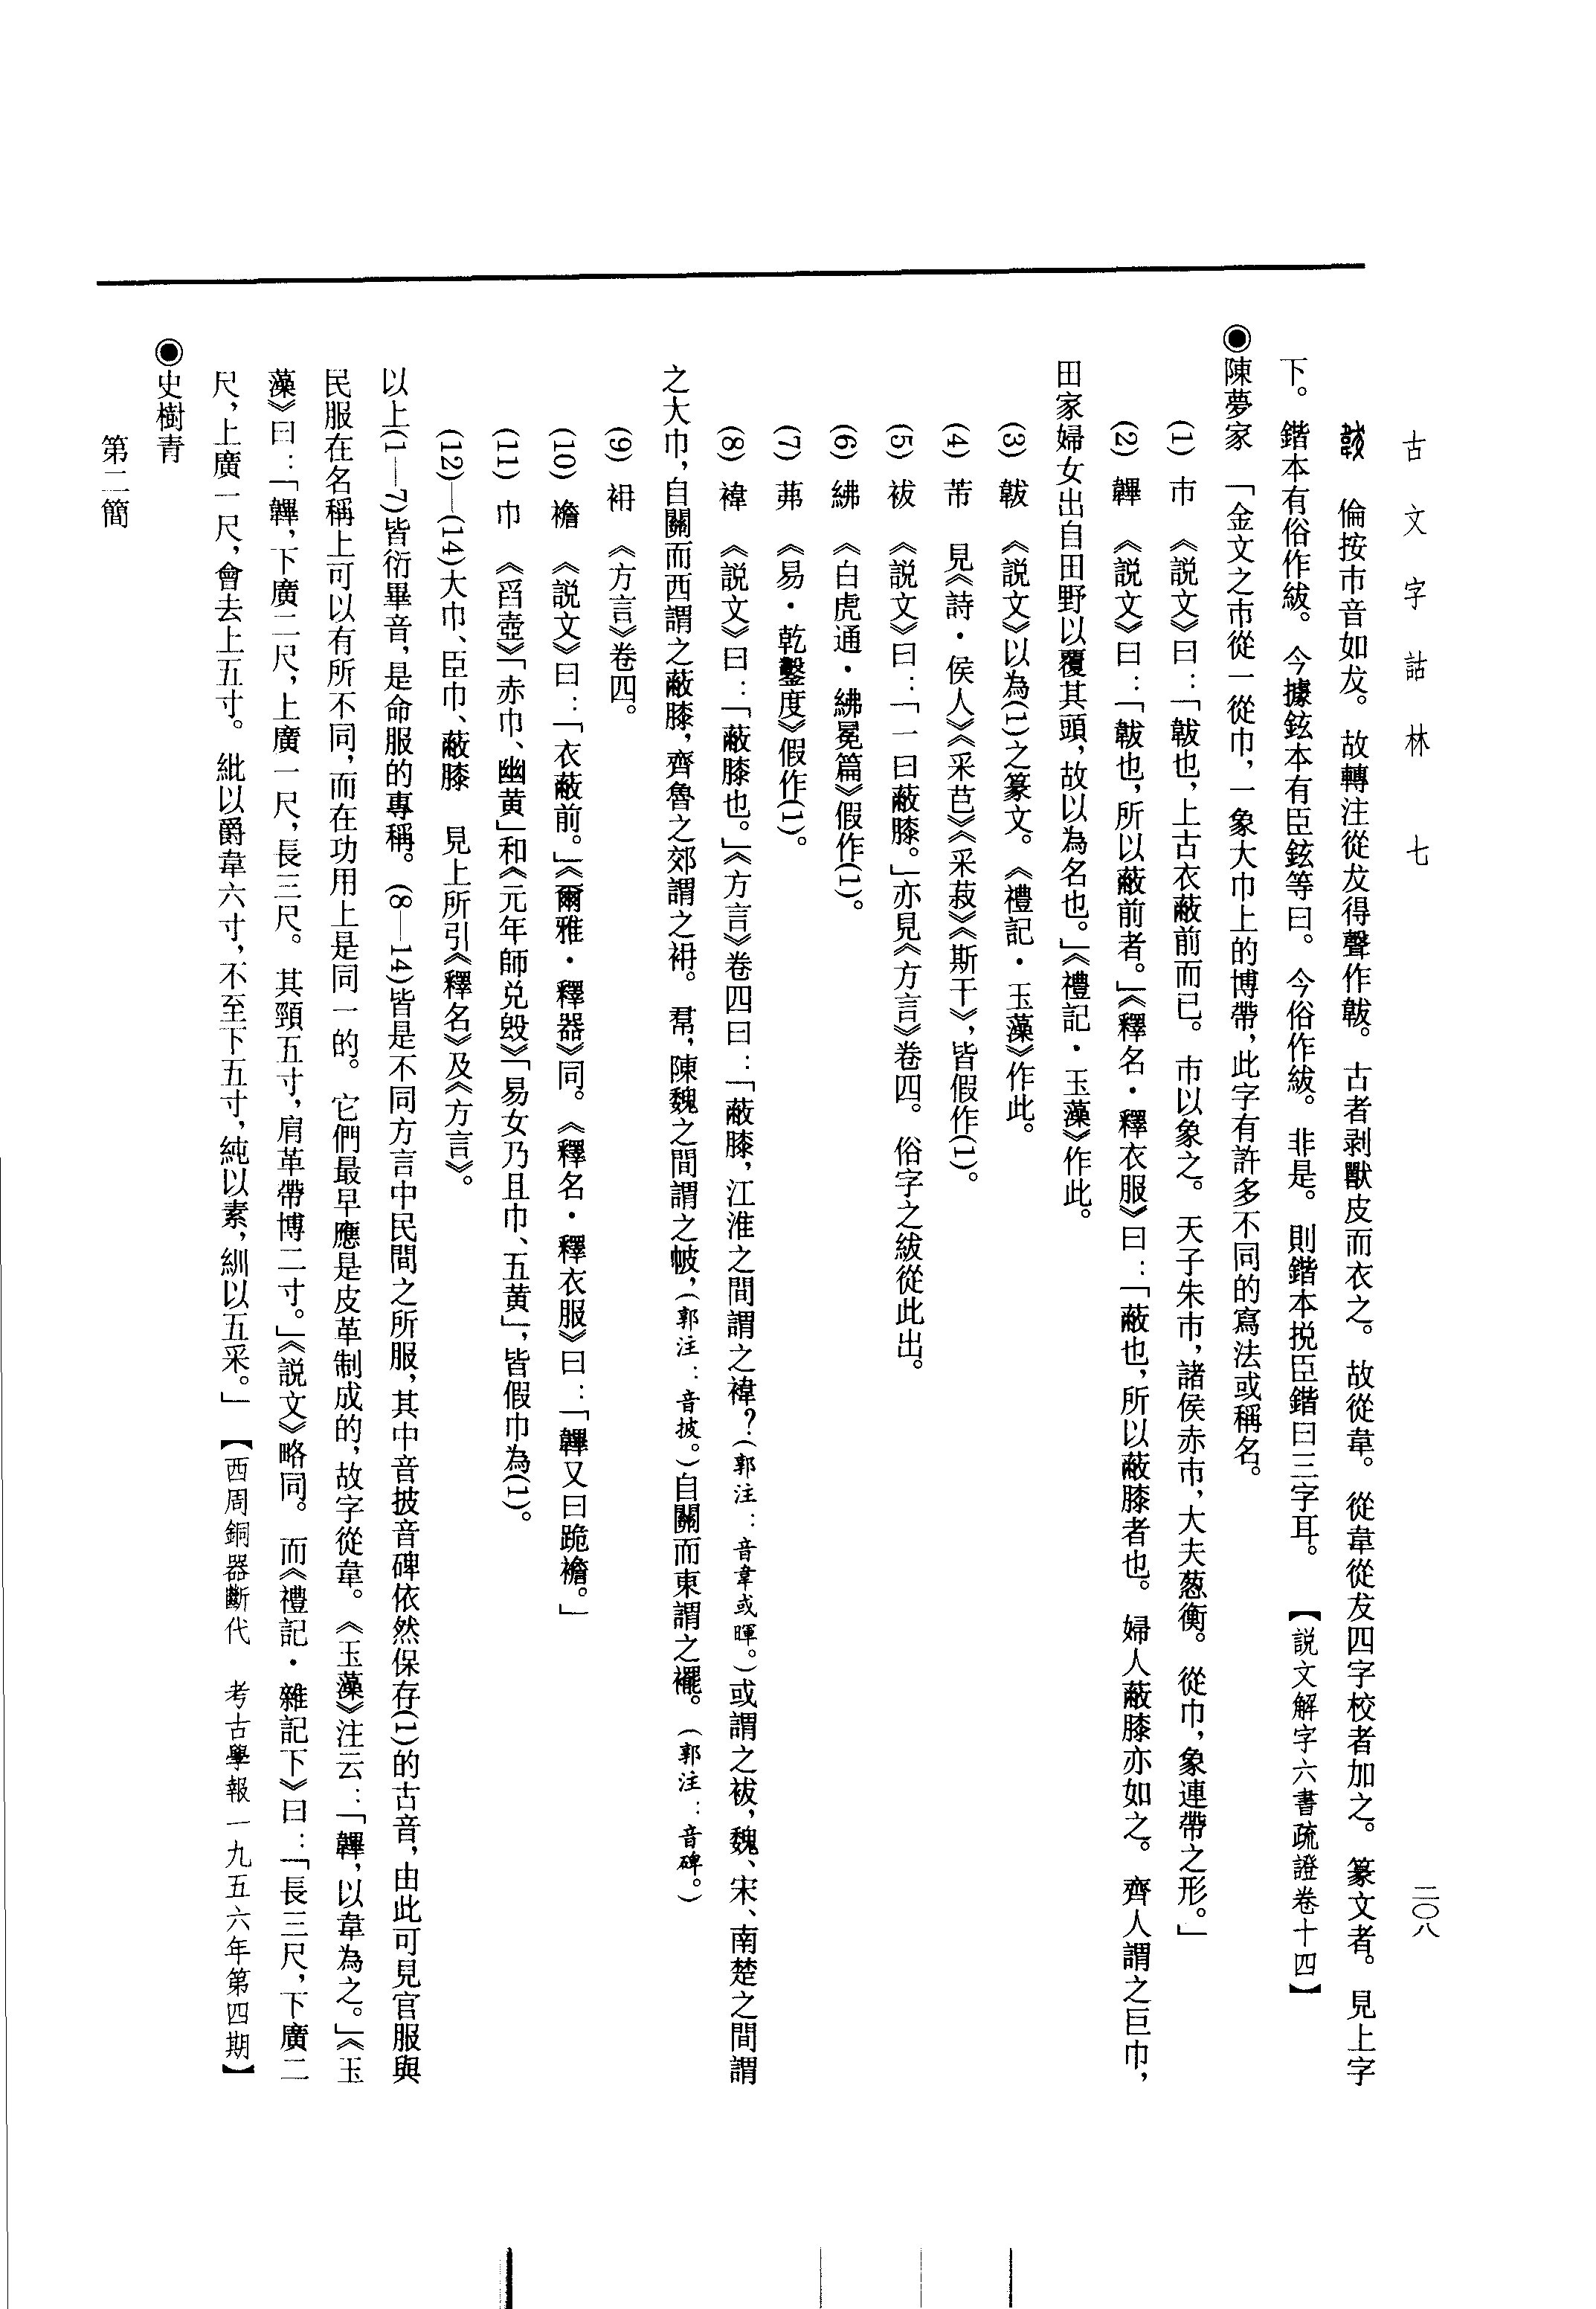 古文字詁林　七
二〇八
倫按巿音如犮。故轉注從犮得聲作韍。古者剥獸皮而衣之。故從韋。從韋從犮四字校者加之。篆文者。見上字
下。鍇本有俗作紱。今據鉉本有臣鉉等曰。今俗作紱。非是。則鍇本捝臣鍇曰三字耳。　【説文解字六書疏證卷十四】
◉陳夢家　「金文之巿從一從巾，一象大巾上的博帶，此字有許多不同的寫法或稱名。
(1)　巿　《説文》曰：「韍也，上古衣蔽前而已。巿以象之。天子朱巿，諸侯赤巿，大夫葱衡。從巾，象連帶之形。」
(2)　韠　《説文》曰：「韍也，所以蔽前者。」《釋名·釋衣服》曰：「蔽也，所以蔽膝者也。婦人蔽膝亦如之。齊人謂之巨巾，
田家婦女出自田野以覆其頭，故以為名也。」《禮記·玉藻》作此。
(3)　韍　《説文》以為(1)之篆文。《禮記·玉藻》作此。
(4)　芾　見《詩·侯人》《采芑》《采菽》《斯干》，皆假作(1)。
(5)　袚　《説文》曰：「一曰蔽膝。」亦見《方言》卷四。俗字之紱從此出。
(6)　紼　《白虎通·紼冕篇》假作(1)。
(7)　茀　《易·乾鑿度》假作(1)。
(8)　褘　《説文》曰：「蔽膝也。」《方言》卷四曰：「蔽膝，江淮之間謂之褘？(郭注：音韋或暉。)或謂之袚，魏、宋、南楚之間謂
之大巾，自關而西謂之蔽膝，齊魯之郊謂之袡。帬，陳魏之間謂之帔，(郭注：音披。)自關而東謂之襬。(郭注：音碑。)
(9)　袡　《方言》卷四。
(10)　襜　《説文》曰：「衣蔽前。」《爾雅·釋器》同。《釋名·釋衣服》曰：「韠又曰跪襜。」
(11)　巾　《舀壺》「赤巾、幽黄」和《元年師兑毁》「易女乃且巾、五黄」，皆假巾為(1)。
(12)—(14)大巾、臣巾、蔽膝　見上所引《釋名》及《方言》。
以上(1—7)皆衍畢音，是命服的專稱。(8—14)皆是不同方言中民間之所服，其中音披音碑依然保存(1)的古音，由此可見官服與
民服在名稱上可以有所不同，而在功用上是同一的。它們最早應是皮革制成的，故字從韋。《玉藻》注云：「韠，以韋為之。」《玉
藻》曰：「韠，下廣二尺，上廣一尺，長三尺。其頸五寸，肩革帶博二寸。」《説文》略同。而《禮記·雜記下》曰：「長三尺，下廣二
尺，上廣一尺，會去上五寸。紕以爵韋六寸，不至下五寸，純以素，紃以五采。」　【西周銅器斷代　考古學報一九五六年第四期】
◉史樹青
第二簡